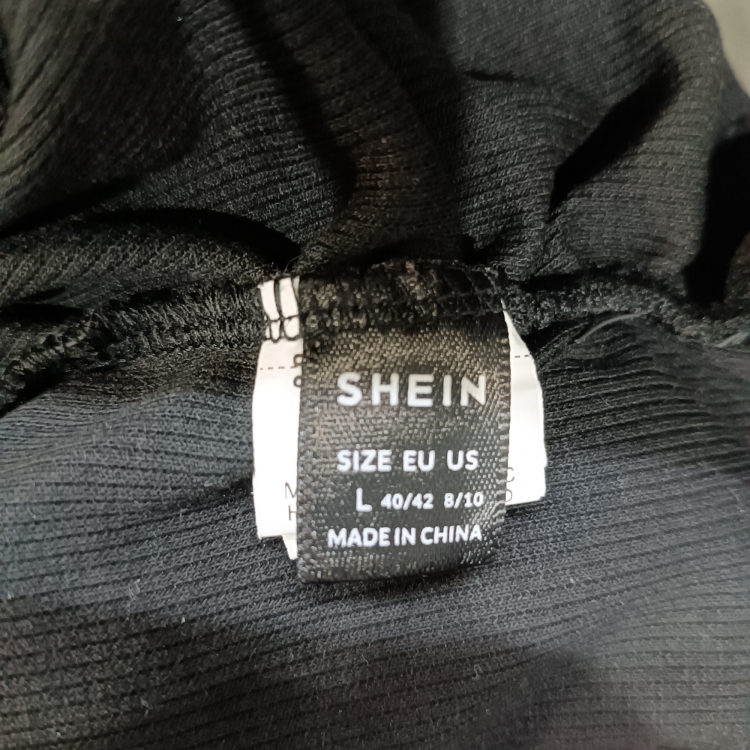 SHEIN
SIZE EU US
L 40/42 8/10
MADE IN CHINA